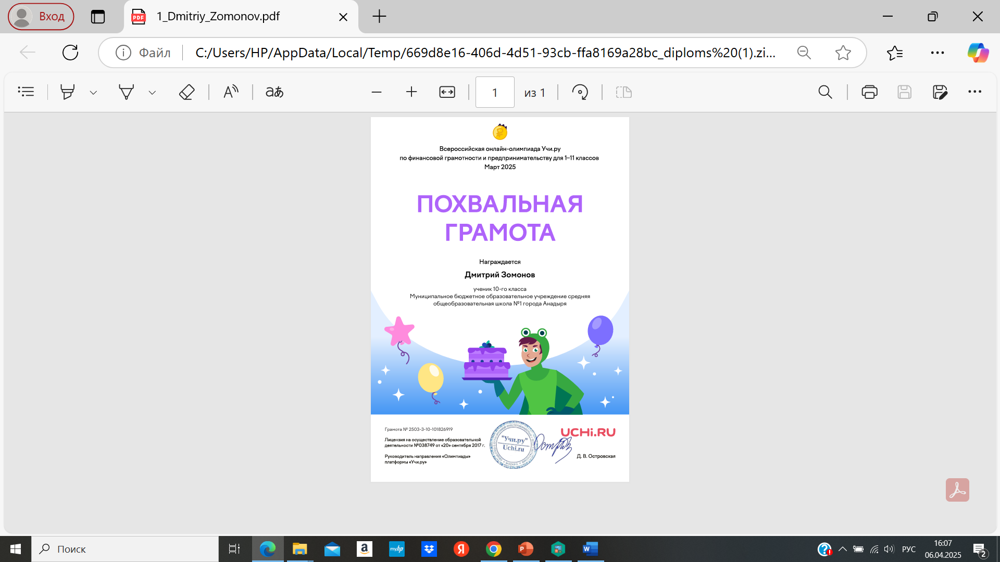 Вход
1_Dmitriy_Zomonov.pdf
Файл
C:/Users/HP/AppData/Local/Temp/669d8e16-406d-4d51-93cb-ffa8169a28bc_diploms%20(1).zi...
1 из 1
Всероссийская онлайн-олимпиада Учи.ру
по финансовой грамотности и предпринимательству для 1–11 классов
Март 2025
ПОХВАЛЬНАЯ
ГРАМОТА
Награждается
Дмитрий Зомонов
ученик 10-го класса
Муниципальное бюджетное образовательное учреждение средняя
общеобразовательная школа №1 города Анадыря
Грамота № 2503-3-10-101826919
Лицензия на осуществление образовательной
деятельности №038749 от «20» сентября 2017 г.
Руководитель направления «Олимпиады»
платформы «Учи.ру»
"Учи.ру"
Uchi.ru
UCHi.RU
Д. В. Островская
Поиск
РУС
16:07
06.04.2025
2